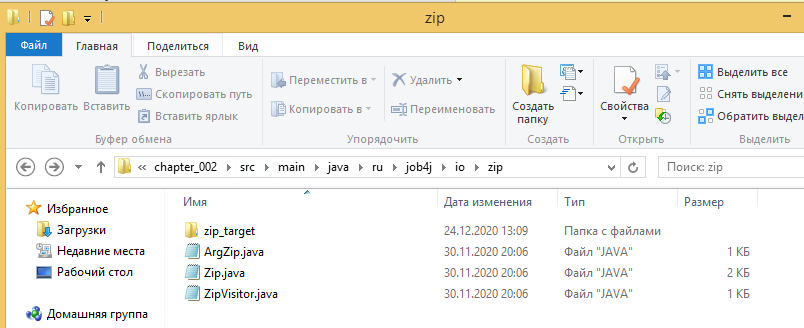 zip
Файл Главная Поделиться Вид
Копировать
Вставить
Вырезать
Скопировать путь
Вставить ярлык
Буфер обмена
Переместить в
Копировать в
Удалить
Переименовать
Упорядочить
Создать
папку
Создать
Свойства
Открыть
Выделить все
Снять выделени
Обратить выдел
Выделить
« chapter_002 src main java ru job4j io zip
Поиск: zip
Избранное
Загрузки
Недавние места
Рабочий стол
Домашняя группа
Имя Дата изменения Тип Размер
zip_target 24.12.2020 13:09 Папка с файлами
ArgZip.java 30.11.2020 20:06 Файл "JAVA" 1 КБ
Zip.java 30.11.2020 20:06 Файл "JAVA" 2 КБ
ZipVisitor.java 30.11.2020 20:06 Файл "JAVA" 1 КБ